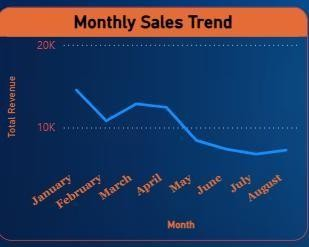 Monthly Sales Trend
20K
Total Revenue
10K
January
February
March
April
May
June
July
August
Month